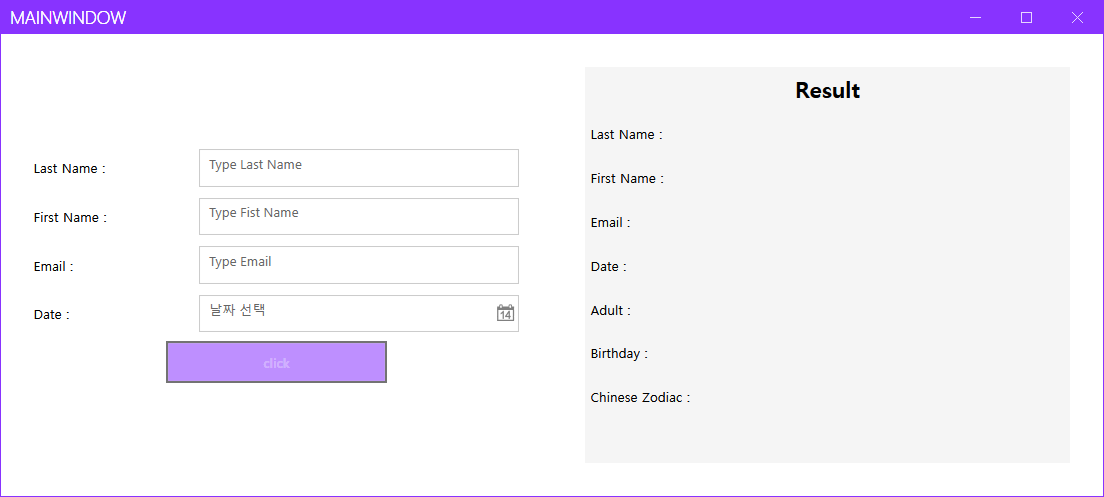 MAINWINDOW
Last Name :
Type Last Name
First Name :
Type Fist Name
Email :
Type Email
Date :
날짜 선택
14
click
Result
Last Name :
First Name :
Email :
Date :
Adult :
Birthday :
Chinese Zodiac :